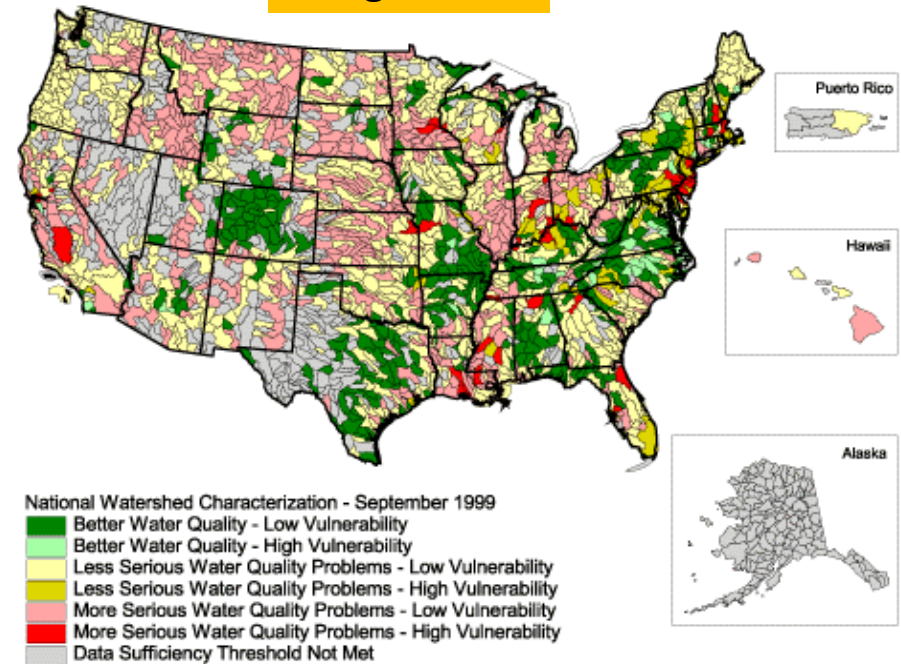 Puerto Rico
Hawaii
Alaska
National Watershed Characterization - September 1999
Better Water Quality - Low Vulnerability
Better Water Quality - High Vulnerability
Less Serious Water Quality Problems - Low Vulnerability
Less Serious Water Quality Problems - High Vulnerability
More Serious Water Quality Problems - Low Vulnerability
More Serious Water Quality Problems - High Vulnerability
Data Sufficiency Threshold Not Met